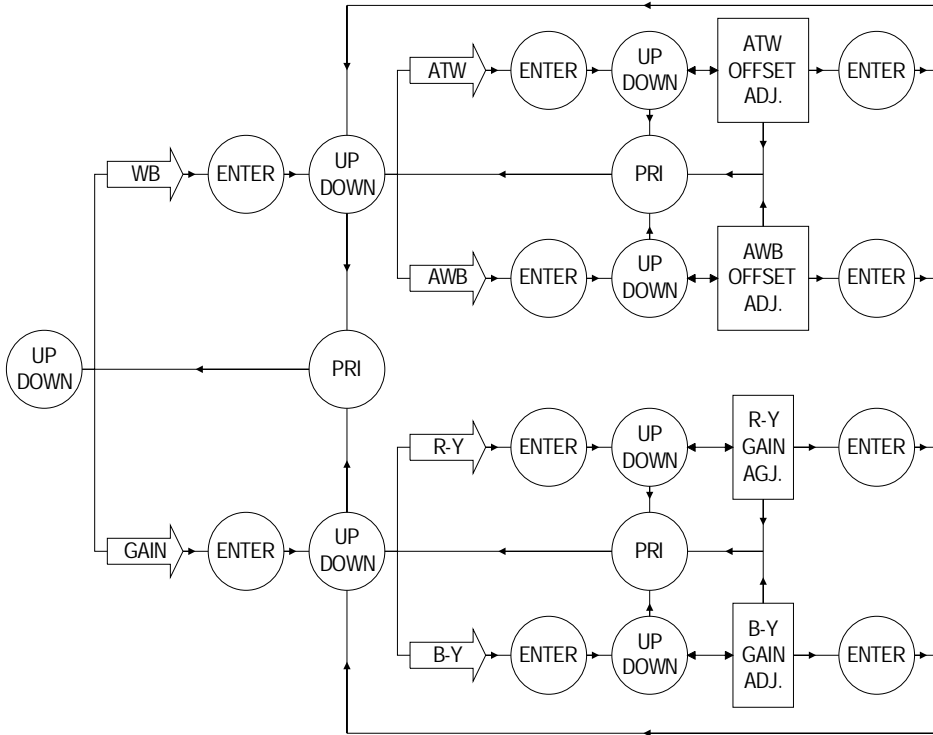 ATW
ENTER
UP
DOWN
ATW
OFFSET
ADJ.
ENTER
WB
ENTER
UP
DOWN
PRI
AWB
ENTER
UP
DOWN
AWB
OFFSET
ADJ.
ENTER
UP
DOWN
PRI
R-Y
ENTER
UP
DOWN
R-Y
GAIN
AGJ.
ENTER
GAIN
ENTER
UP
DOWN
PRI
B-Y
ENTER
UP
DOWN
B-Y
GAIN
ADJ.
ENTER